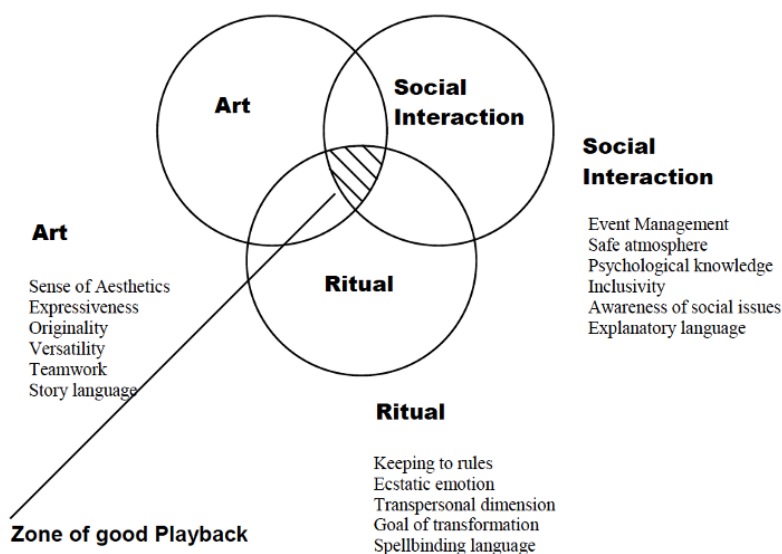 Art
Social
Interaction
Ritual
Social
Interaction
Event Management
Safe atmosphere
Psychological knowledge
Inclusivity
Awareness of social issues
Explanatory language
Art
Sense of Aesthetics
Expressiveness
Originality
Versatility
Teamwork
Story language
Ritual
Keeping to rules
Ecstatic emotion
Transpersonal dimension
Goal of transformation
Spellbinding language
Zone of good Playback